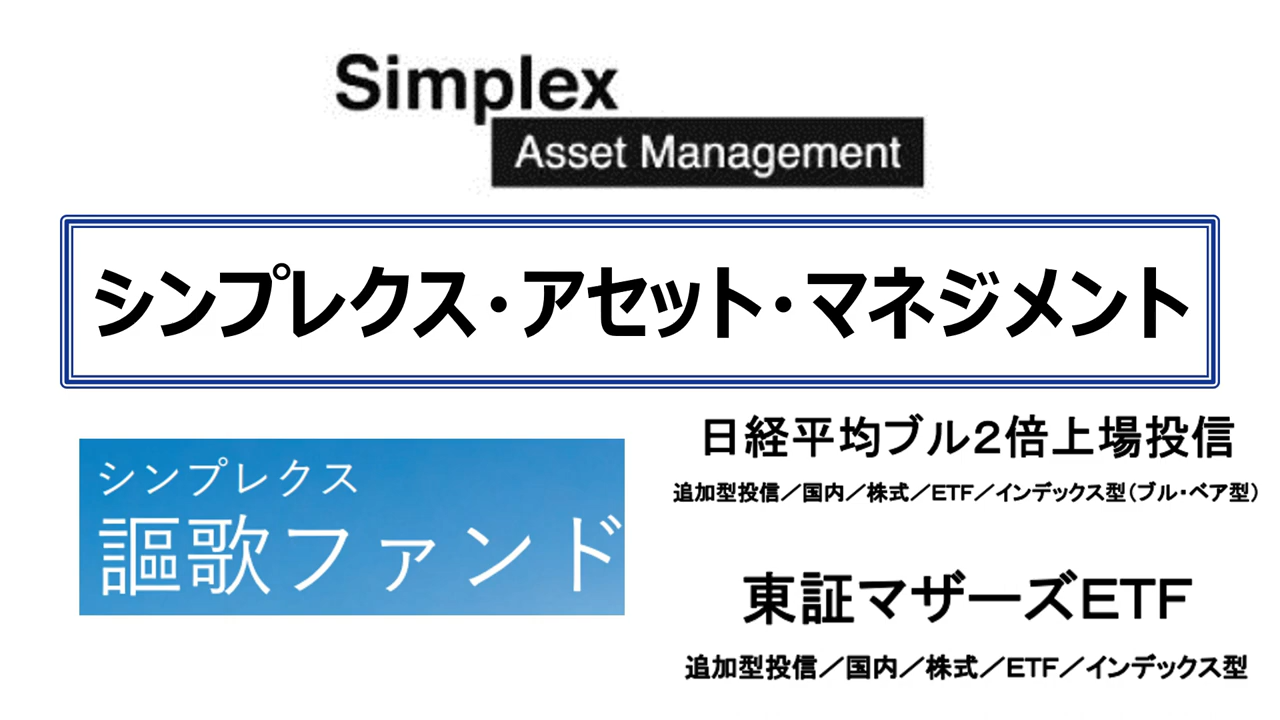 Simplex
Asset Management
シンプレクス・アセット・マネジメント
シンプレクス
謳歌ファンド
日経平均ブル２倍上場投信
追加型投信／国内／株式／ETF／インデックス型（ブル・ベア型）
東証マザーズETF
追加型投信／国内／株式／ETF／インデックス型